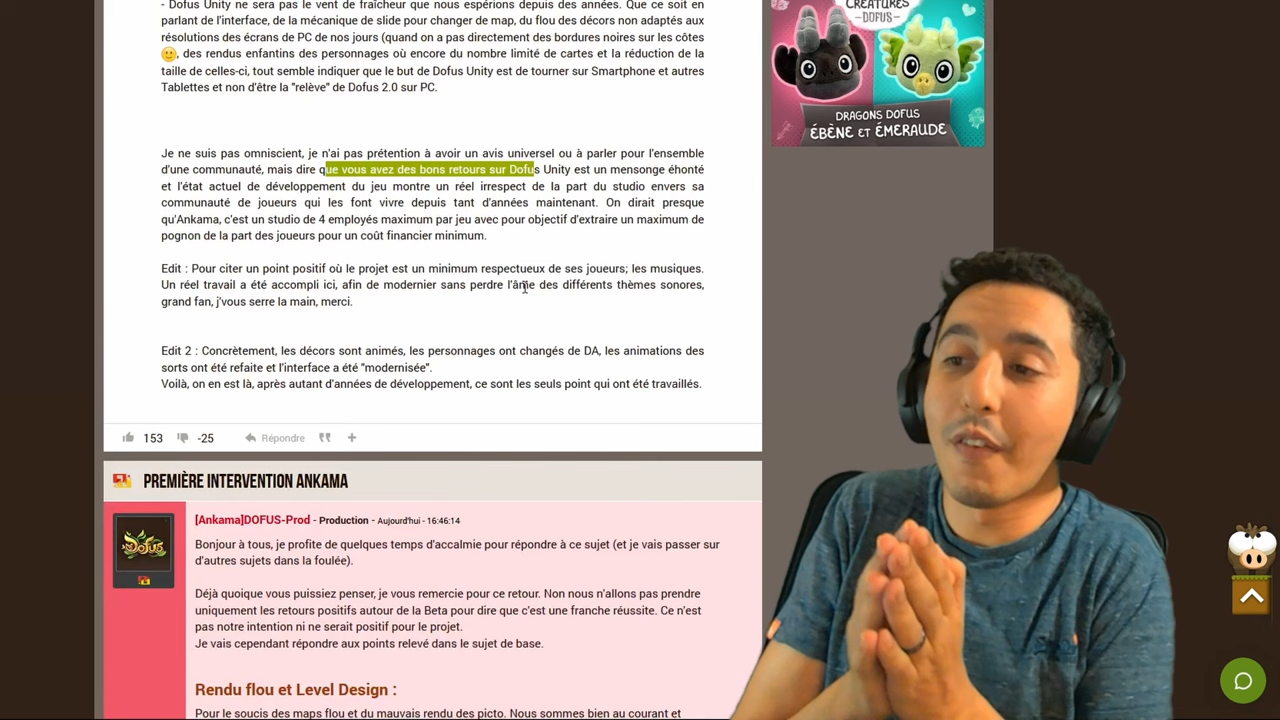 - Dofus Unity ne sera pas le vent de fraîcheur que nous espérions depuis des années. Que ce soit en
parlant de l'interface, de la mécanique de slide pour changer de map, du flou des décors non adaptés aux
résolutions des écrans de PC de nos jours (quand on a pas directement des bordures noires sur les côtes
, des rendus enfantins des personnages où encore du nombre limité de cartes et la réduction de la
taille de celles-ci, tout semble indiquer que le but de Dofus Unity est de tourner sur Smartphone et autres
Tablettes et non d'être la "relève" de Dofus 2.0 sur PC.
Je ne suis pas omniscient, je n'ai pas prétention à avoir un avis universel ou à parler pour l'ensemble
d'une communauté, mais dire que vous avez des bons retours sur Dofus Unity est un mensonge éhonté
et l'état actuel de développement du jeu montre un réel irrespect de la part du studio envers sa
communauté de joueurs qui les font vivre depuis tant d'années maintenant. On dirait presque
qu'Ankama, c'est un studio de 4 employés maximum par jeu avec pour objectif d'extraire un maximum de
pognon de la part des joueurs pour un coût financier minimum.
Edit : Pour citer un point positif où le projet est un minimum respectueux de ses joueurs; les musiques.
Un réel travail a été accompli ici, afin de modernier sans perdre l'âme des différents thèmes sonores,
grand fan, j'vous serre la main, merci.
Edit 2 : Concrètement, les décors sont animés, les personnages ont changés de DA, les animations des
sorts ont été refaite et l'interface a été "modernisée".
Voilà, on en est là, après autant d'années de développement, ce sont les seuls point qui ont été travaillés.
153 -25 Répondre
PREMIÈRE INTERVENTION ANKAMA
[Ankama]DOFUS-Prod - Production - Aujourd'hui - 16:46:14
DOFUS
Bonjour à tous, je profite de quelques temps d'accalmie pour répondre à ce sujet (et je vais passer sur
d'autres sujets dans la foulée).
Déjà quoique vous puissiez penser, je vous remercie pour ce retour. Non nous n'allons pas prendre
uniquement les retours positifs autour de la Beta pour dire que c'est une franche réussite. Ce n'est
pas notre intention ni ne serait positif pour le projet.
Je vais cependant répondre aux points relevé dans le sujet de base.
Rendu flou et Level Design :
Pour le soucis des maps flou et du mauvais rendu des picto. Nous sommes bien au courant et
CRÉATURES
-DOFUS-
DRAGONS DOFUS
ÉBÈNE ET ÉMERAUDE